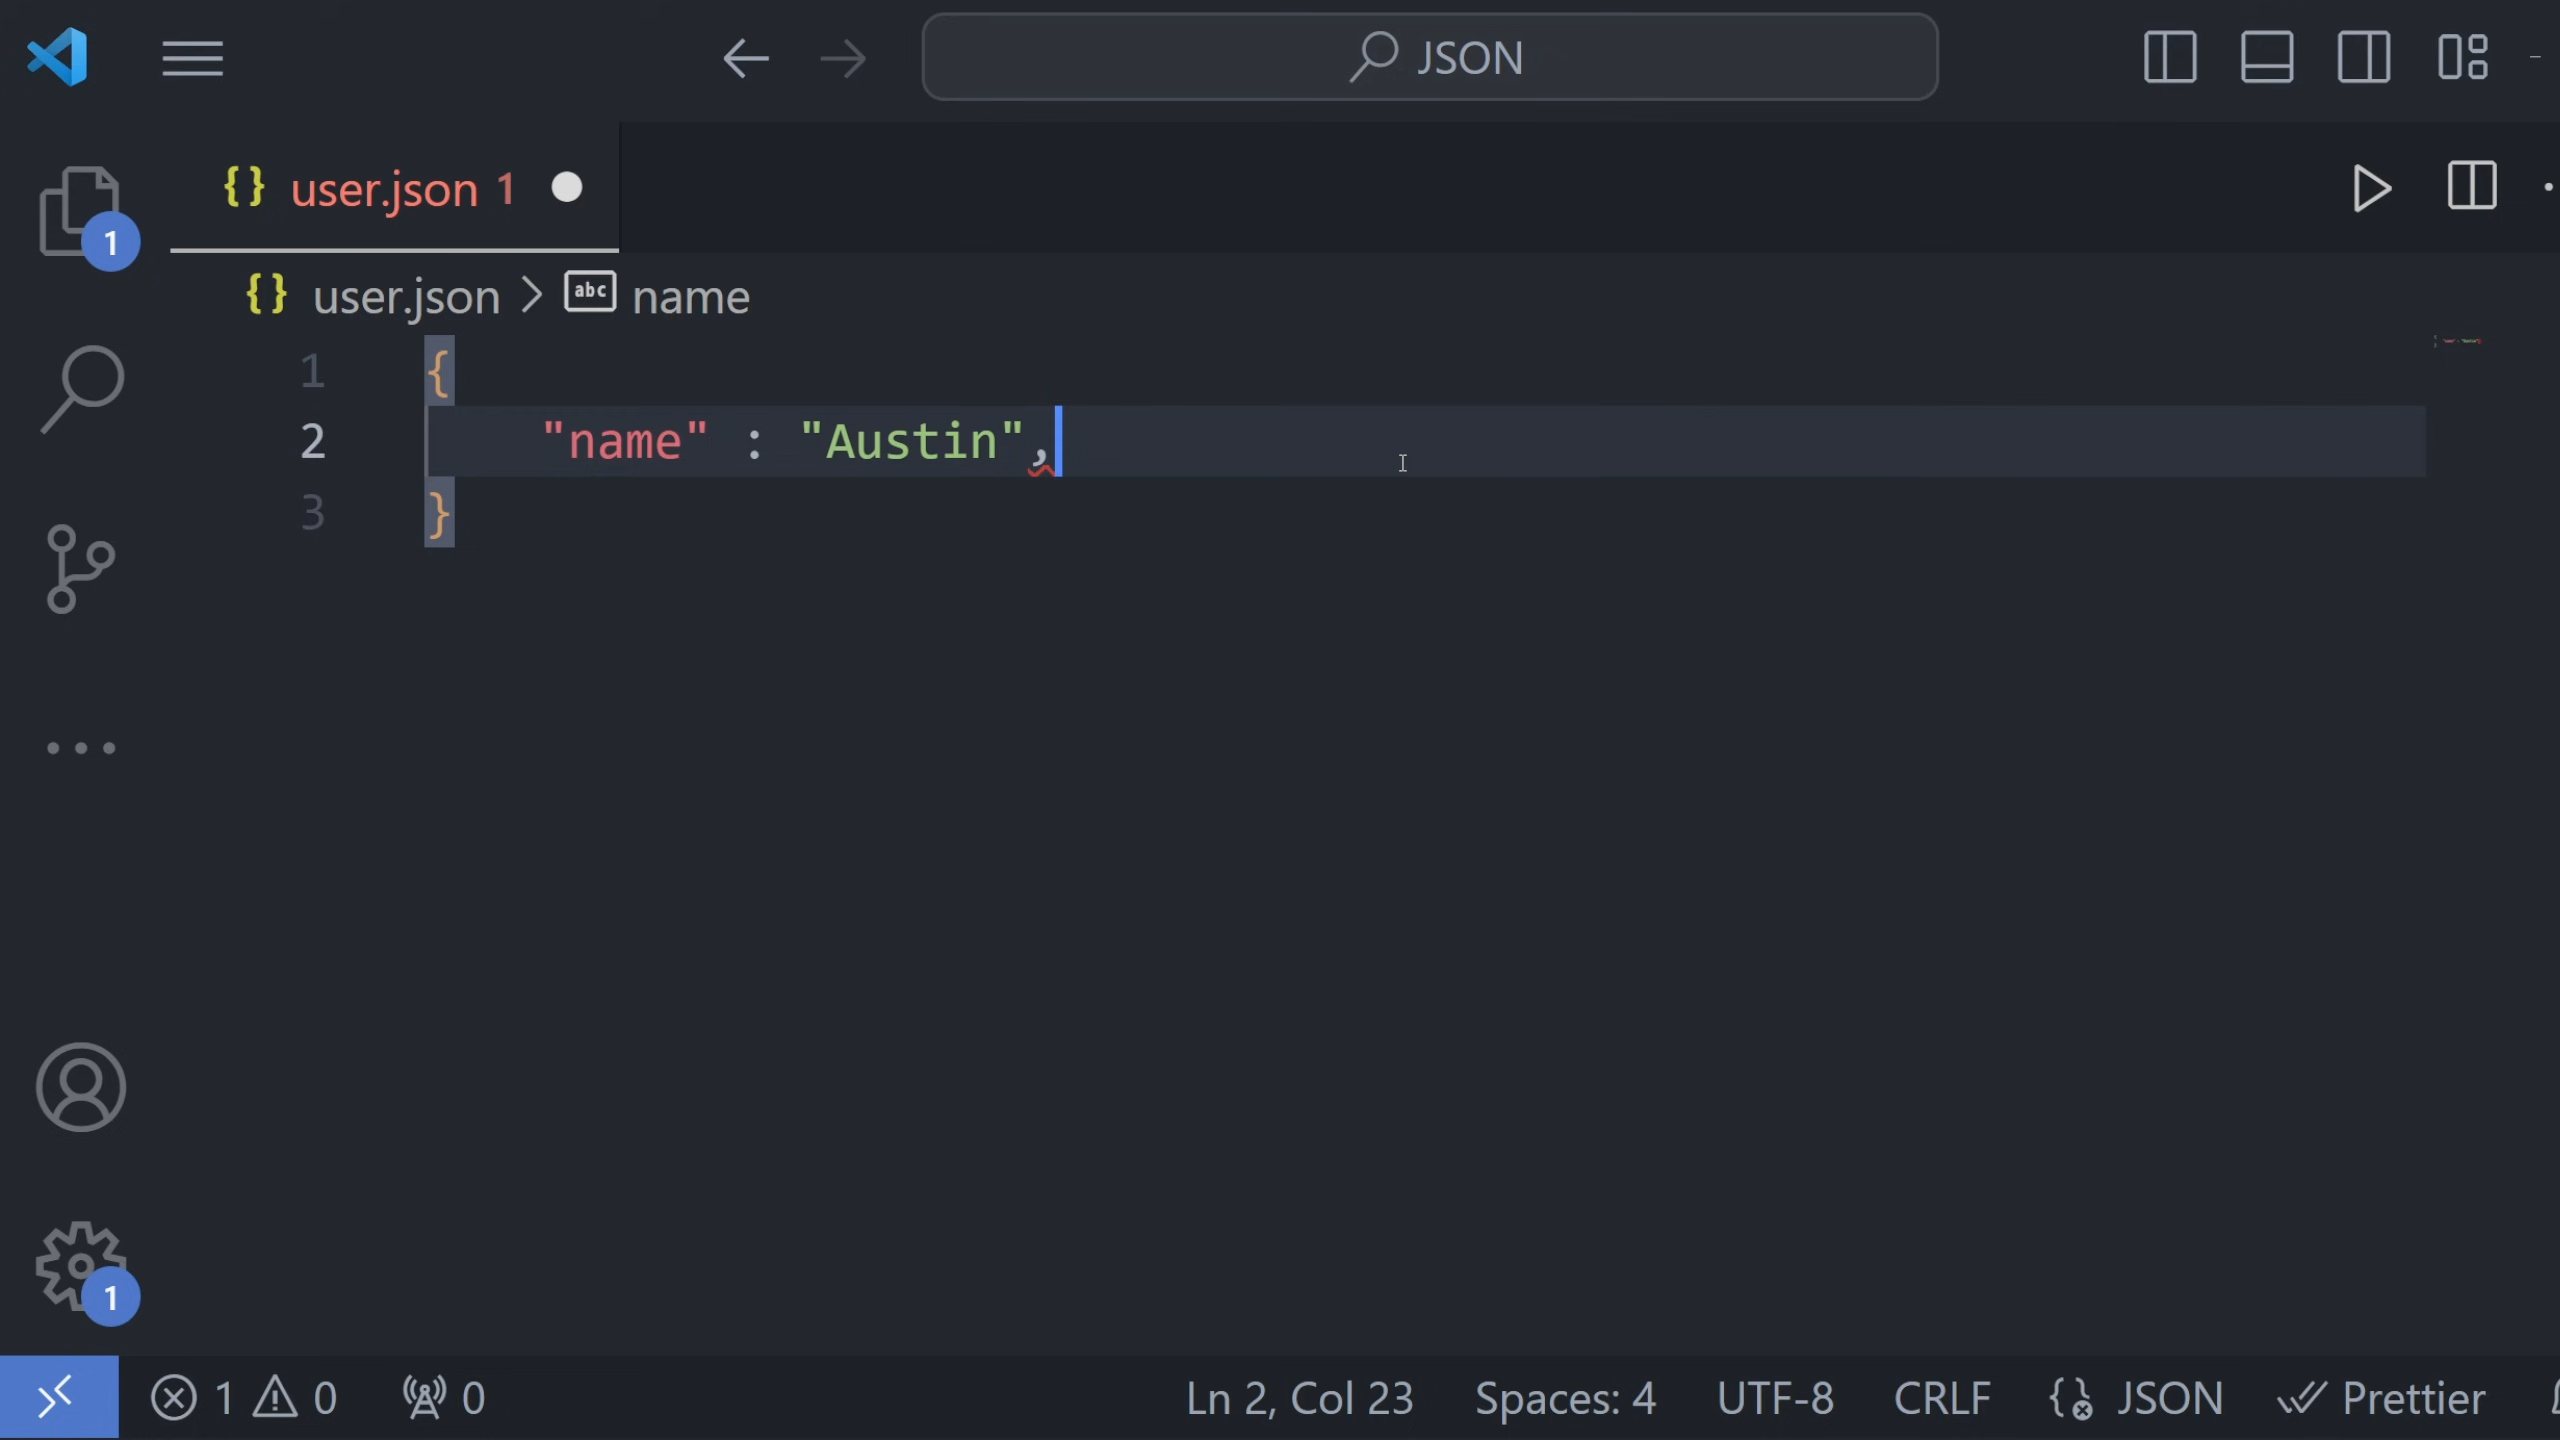 JSON
{} user.json 1
1
{} user.json > abc name
1 {
2 "name" : "Austin",
3 }
1
1 0 0 Ln 2, Col 23 Spaces: 4 UTF-8 CRLF JSON Prettier